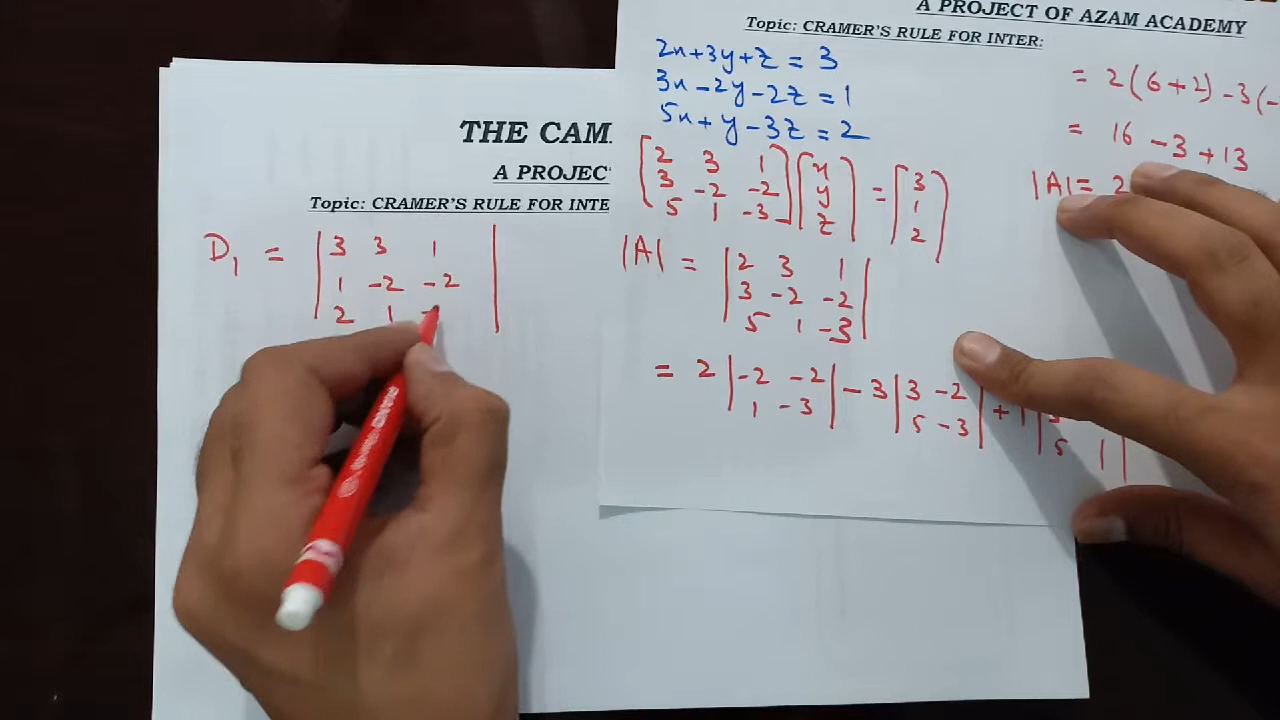 THE CAM
A PROJEC
Topic: CRAMER'S RULE FOR INTE
D₁ = | 3 3 1 |
| 1 -2 -2 |
| 2 1 - |
A PROJECT OF AZAM ACADEMY
Topic: CRAMER'S RULE FOR INTER:
2x+3y+z = 3
3x-2y-2z = 1
5x+y-3z = 2
[2 3 1] [x] = [3]
[3 -2 -2] [y] [1]
[5 1 -3] [z] [2]
|A| = | 2 3 1 |
| 3 -2 -2 |
| 5 1 -3 |
= 2 | -2 -2 | - 3 | 3 -2 | + 1 |
| 1 -3 | | 5 -3 | | 5 1 |
= 2(6+2) -3(-
= 16 -3 +13
|A| = 2